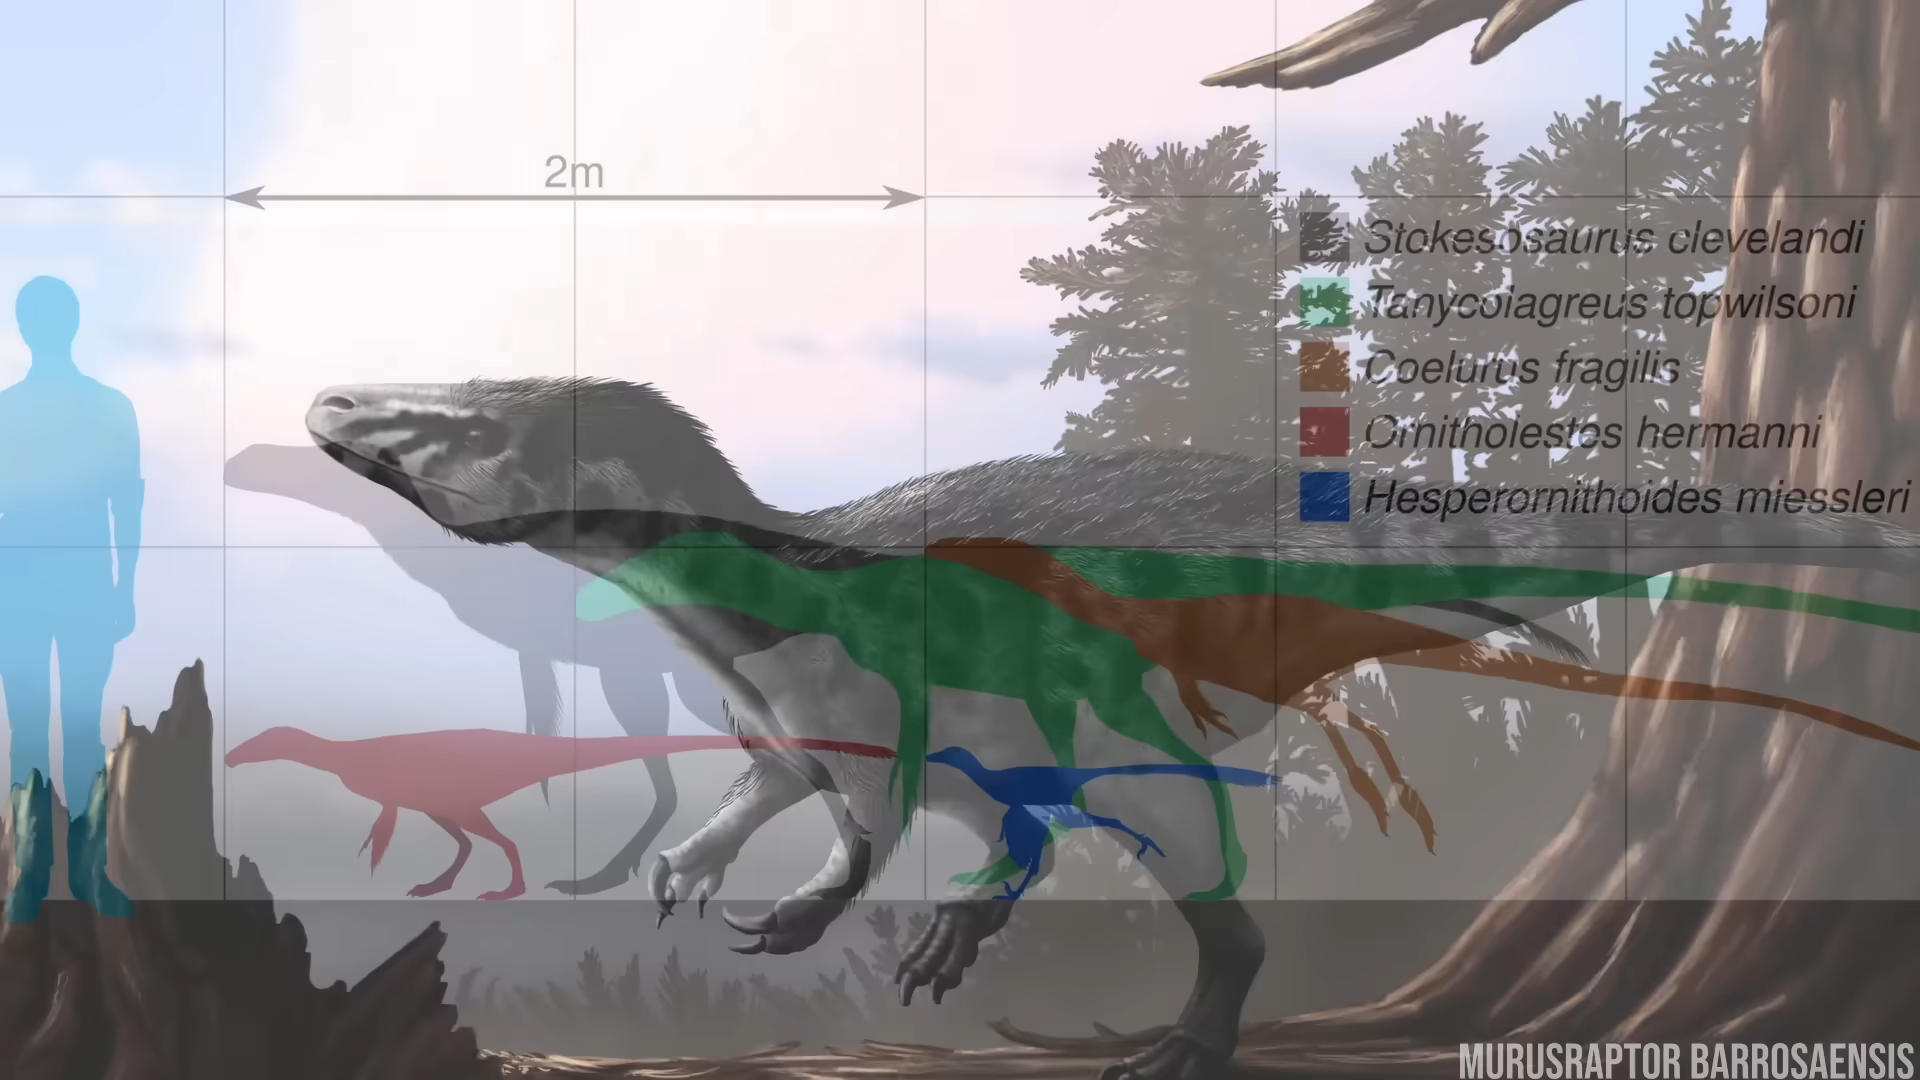 2m
Stokesosaurus clevelandi
Tanycolagreus topwilsoni
Coelurus fragilis
Ornitholestes hermanni
Hesperornithoides miessleri
MURUSRAPTOR BARROSAENSIS